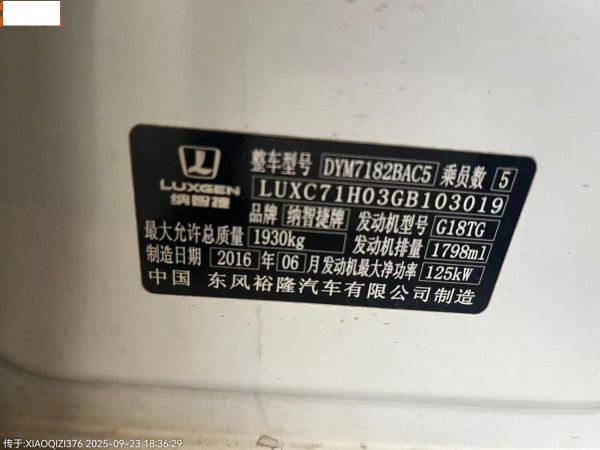 LUXGEN
纳智捷
整车型号 DYM7182BAC5 乘员数 5
LUXC71H03GB103019
品牌 纳智捷牌 发动机型号 G18TG
最大允许总质量 1930kg 发动机排量 1798ml
制造日期 2016 年 06 月 发动机最大净功率 125kW
中国 东风裕隆汽车有限公司制造
传于:XIAOQIZI376 2025-09-23 18:36:29